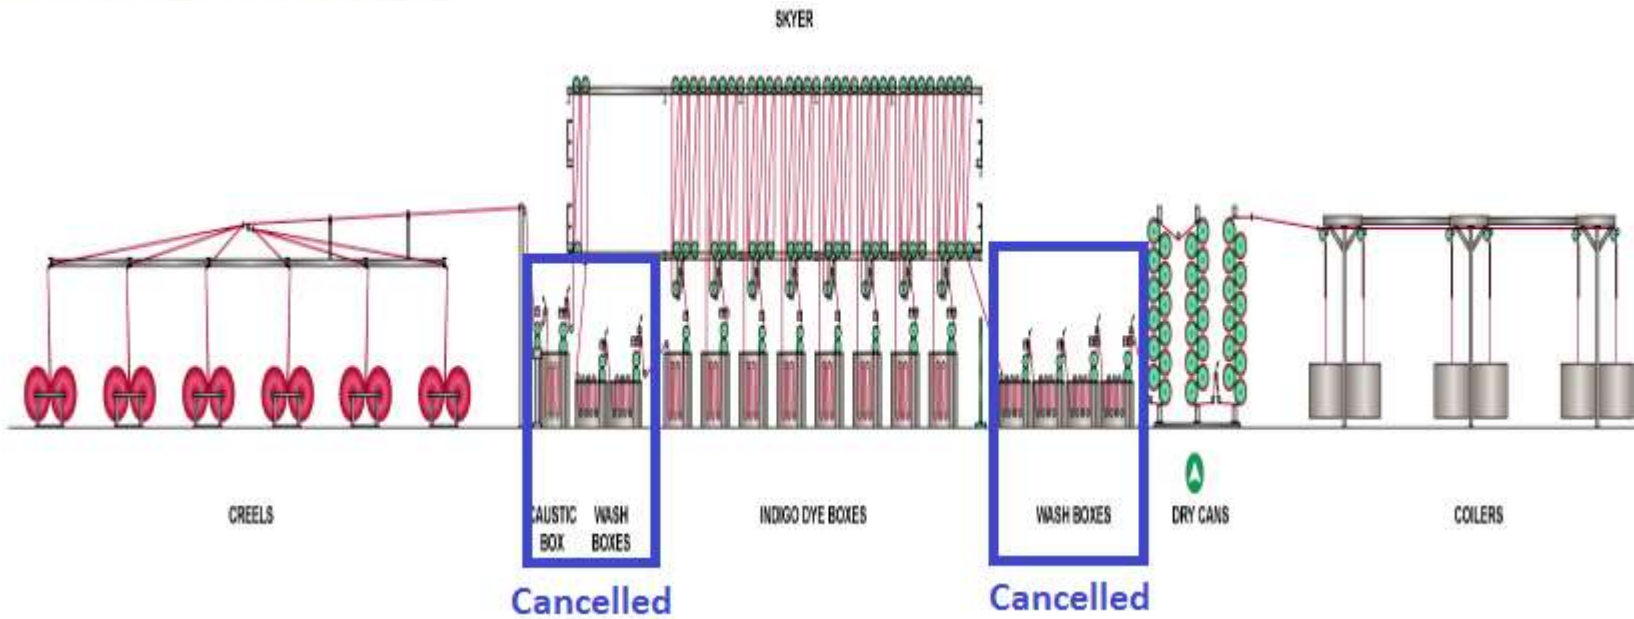 SKYER
CREELS
CAUSTIC
BOX
WASH
BOXES
INDIGO DYE BOXES
WASH BOXES
DRY CANS
COILERS
Cancelled
Cancelled